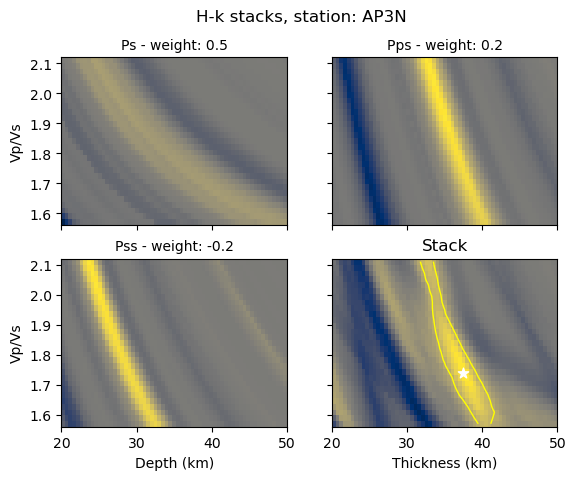 H-k stacks, station: AP3N
Ps - weight: 0.5
Pps - weight: 0.2
2.1
2.0
1.9
1.8
1.7
1.6
Vp/Vs
Pss - weight: -0.2
Stack
2.1
2.0
1.9
1.8
1.7
1.6
Vp/Vs
20 30 40 50
20 30 40 50
Depth (km)
Thickness (km)